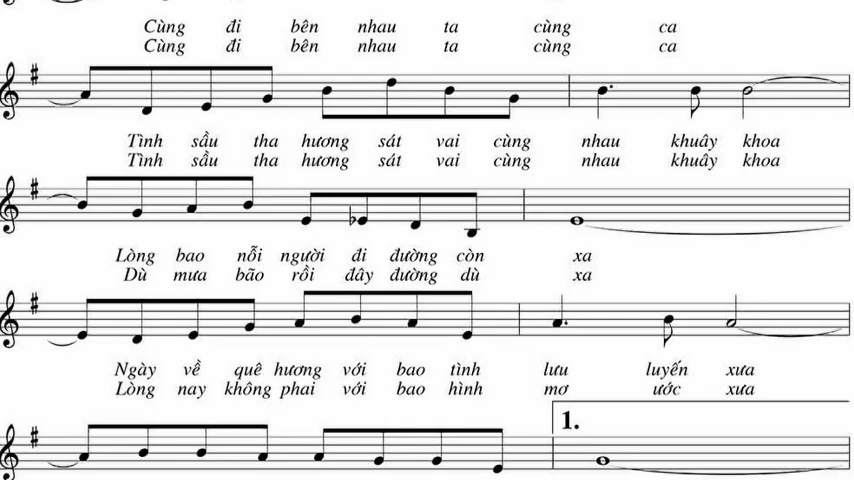 Cùng đi bên nhau ta cùng ca
Cùng đi bên nhau ta cùng ca
Tình sầu tha hương sát vai cùng nhau khuây khoa
Tình sầu tha hương sát vai cùng nhau khuây khoa
Lòng bao nỗi người đi đường còn xa
Dù mưa bão rồi đây đường dù xa
Ngày về quê hương với bao tình lưu luyến xưa
Lòng nay không phai với bao hình mơ ước xưa
1.